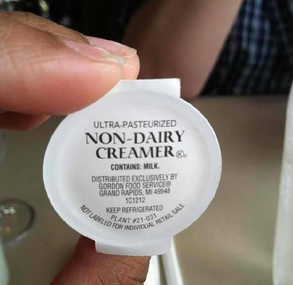 ULTRA-PASTEURIZED
NON-DAIRY
CREAMER
CONTAINS: MILK.
DISTRIBUTED EXCLUSIVELY BY
GORDON FOOD SERVICE®
GRAND RAPIDS, MI 49548
1C1212
KEEP REFRIGERATED
PLANT #21-031
NOT LABELED FOR INDIVIDUAL RETAIL SALE